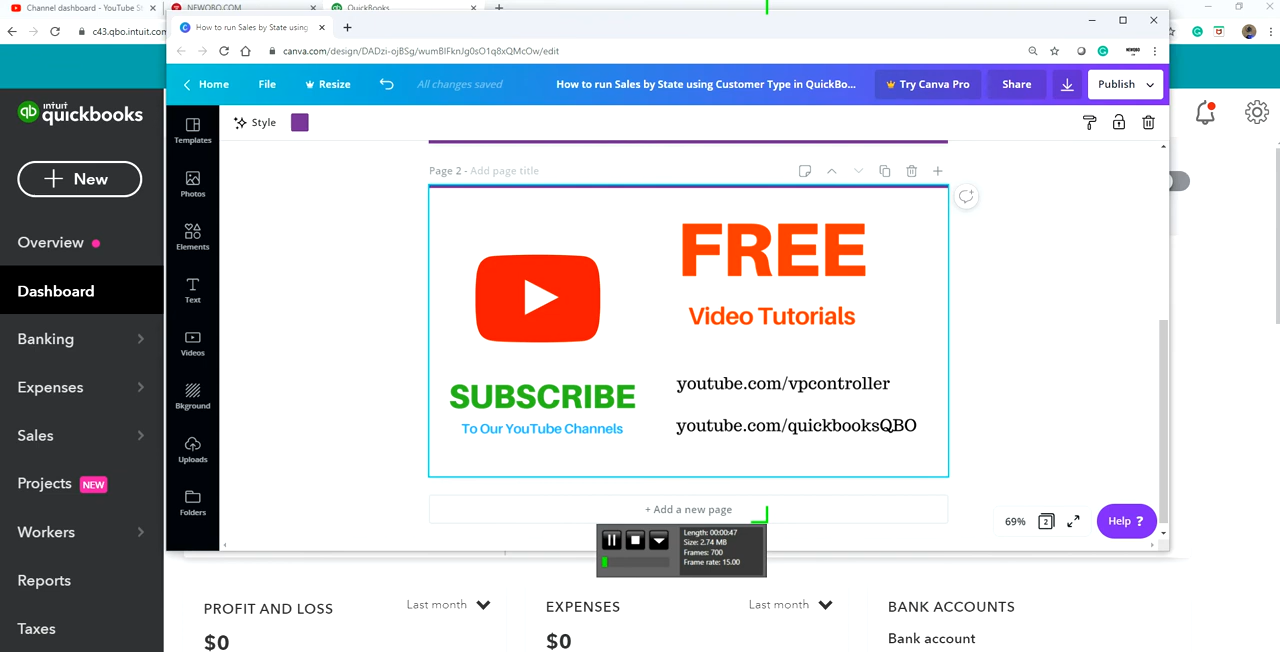 Channel dashboard - YouTube St
NEWQBO.COM
QuickBooks
c43.qbo.intuit.com
How to run Sales by State using
canva.com/design/DADzi-ojBSg/wumBIFknJg0sO1q8xQMcOw/edit
Home
File
Resize
All changes saved
How to run Sales by State using Customer Type in QuickBo...
Try Canva Pro
Share
Publish
intuit
quickbooks
New
Overview
Dashboard
Banking
Expenses
Sales
Projects NEW
Workers
Reports
Taxes
Templates
Photos
Elements
Text
Videos
Bkground
Uploads
Folders
Style
Page 2 - Add page title
FREE
Video Tutorials
SUBSCRIBE
To Our YouTube Channels
youtube.com/vpcontroller
youtube.com/quickbooksQBO
+ Add a new page
69%
2
Help ?
Length: 00:00:47
Size: 2.74 MB
Frames: 700
Frame rate: 15.00
PROFIT AND LOSS
Last month
$0
EXPENSES
Last month
$0
BANK ACCOUNTS
Bank account